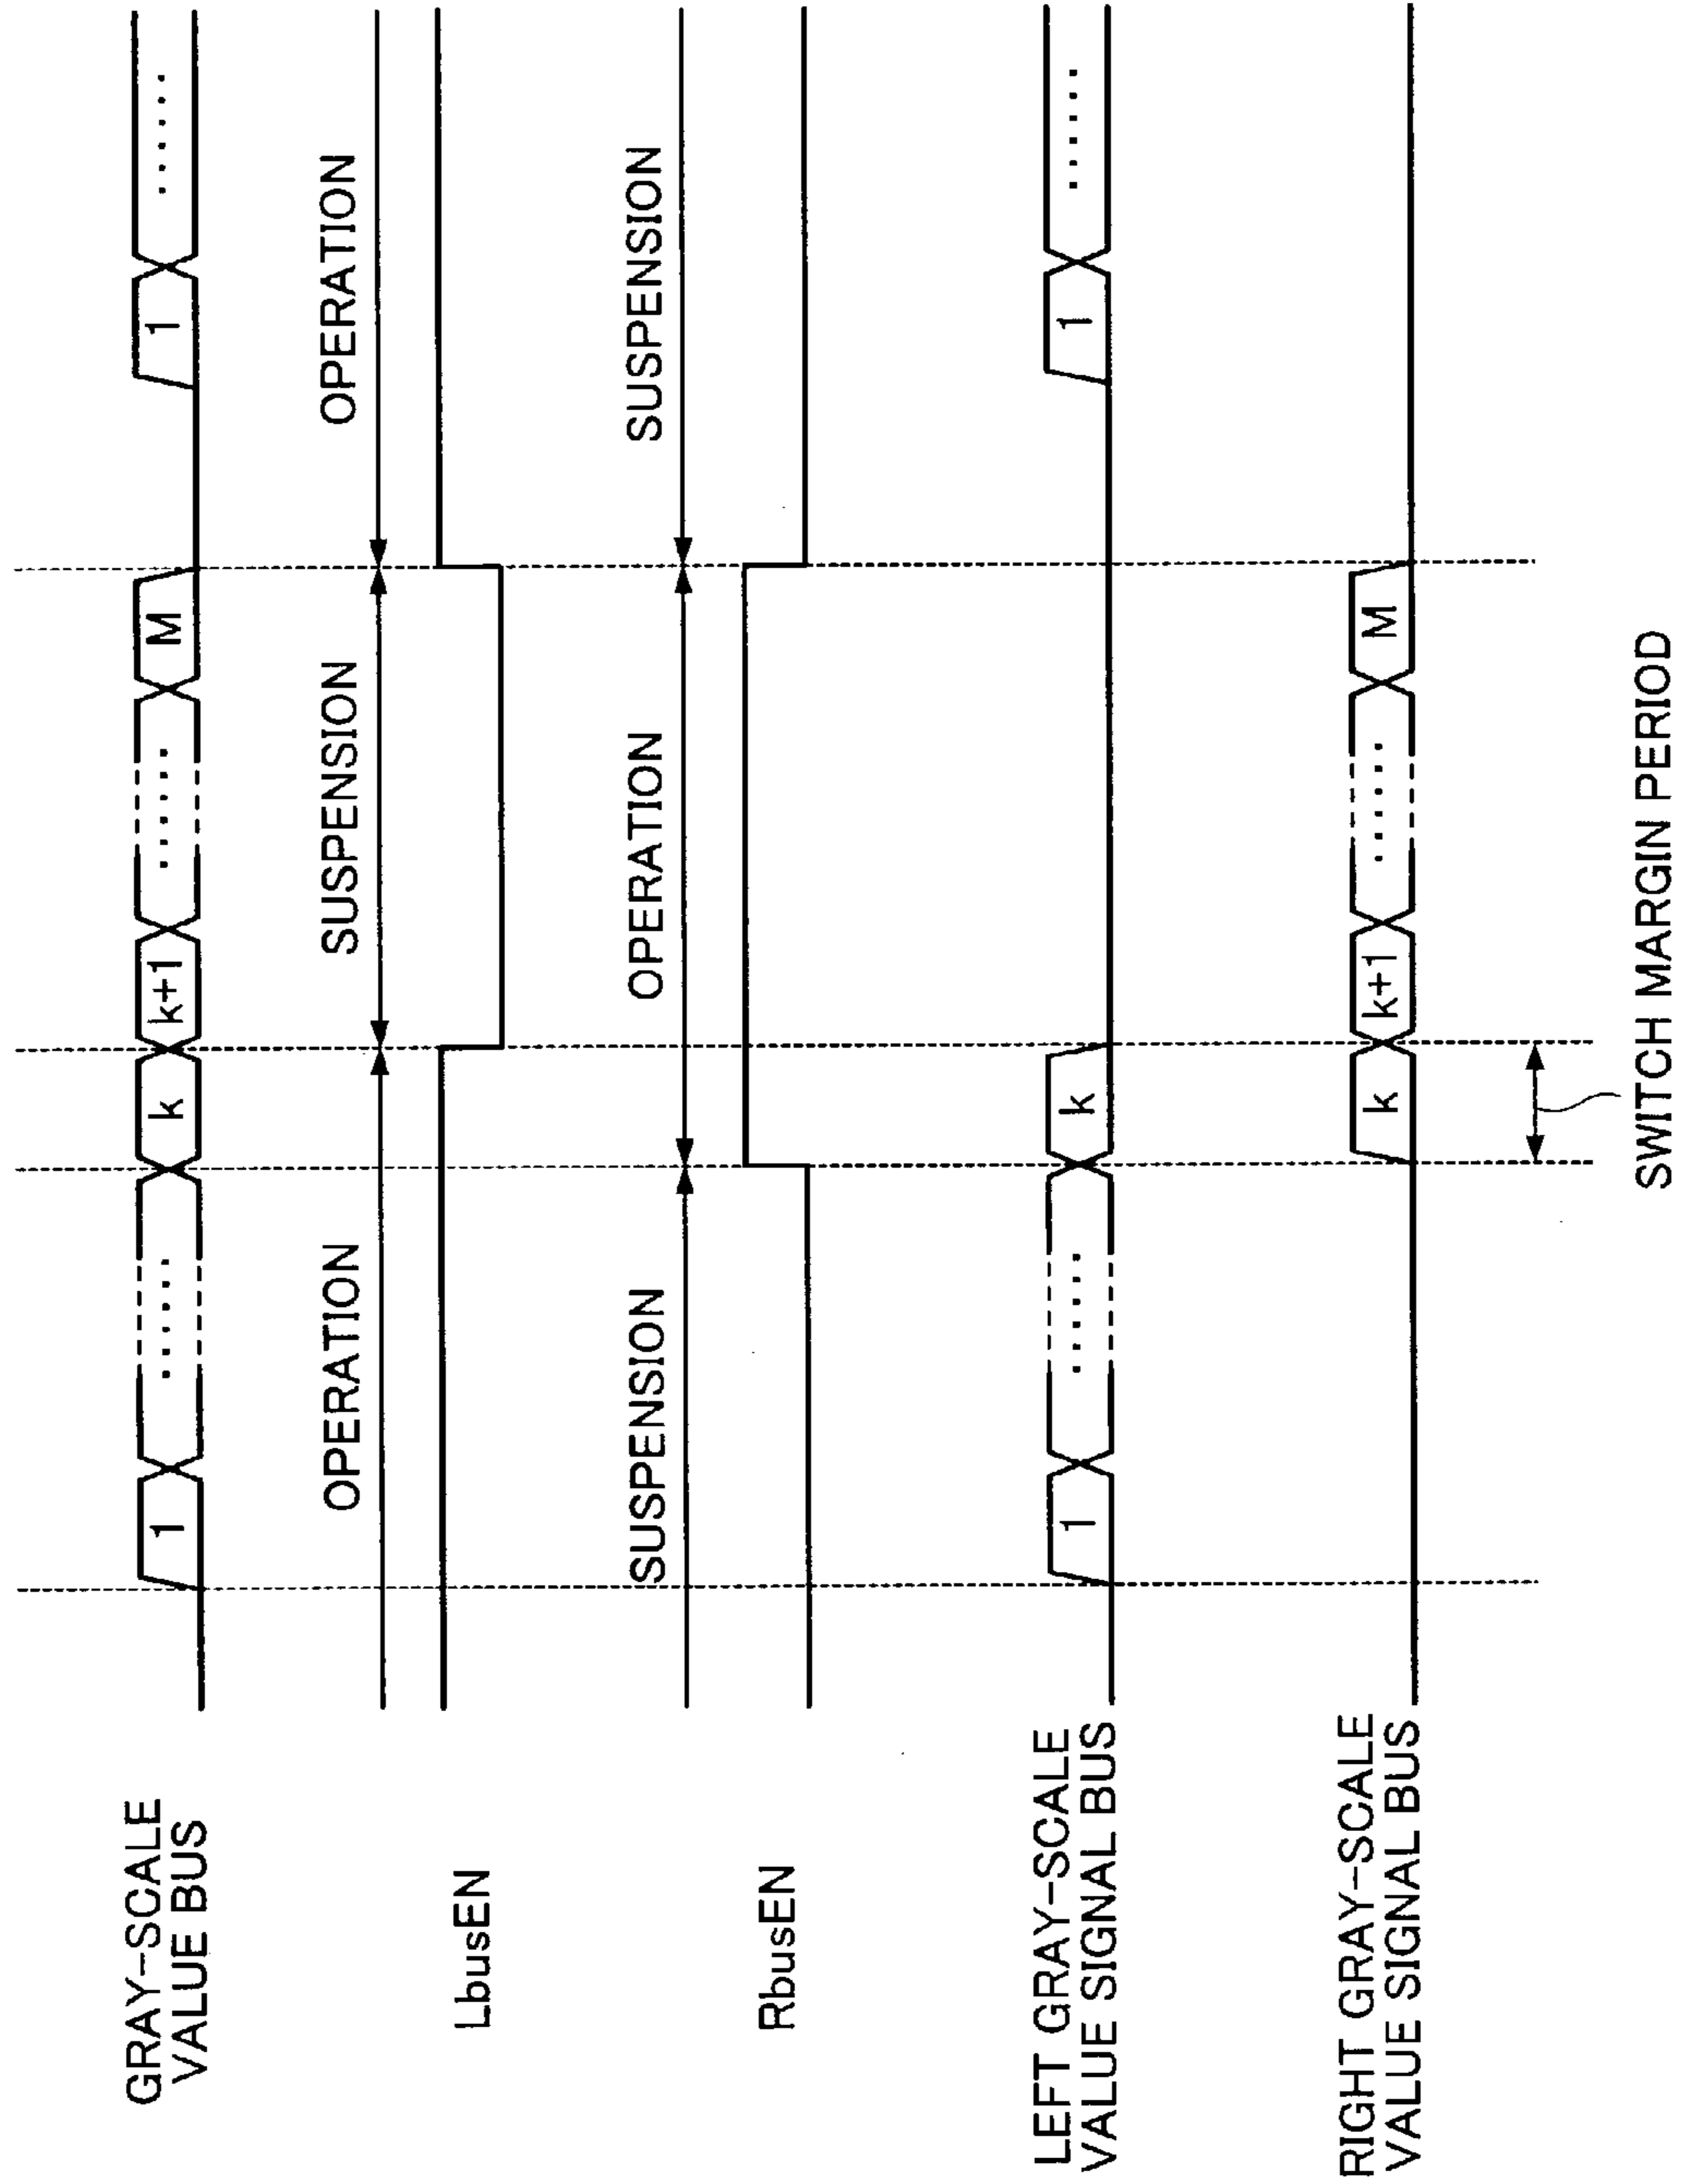 GRAY-SCALE
VALUE BUS
1
......
k
k+1
......
M
1
......
OPERATION
SUSPENSION
OPERATION
LbusEN
SUSPENSION
OPERATION
SUSPENSION
RbusEN
LEFT GRAY-SCALE
VALUE SIGNAL BUS
1
......
k
1
......
RIGHT GRAY-SCALE
VALUE SIGNAL BUS
k
k+1
......
M
SWITCH MARGIN PERIOD